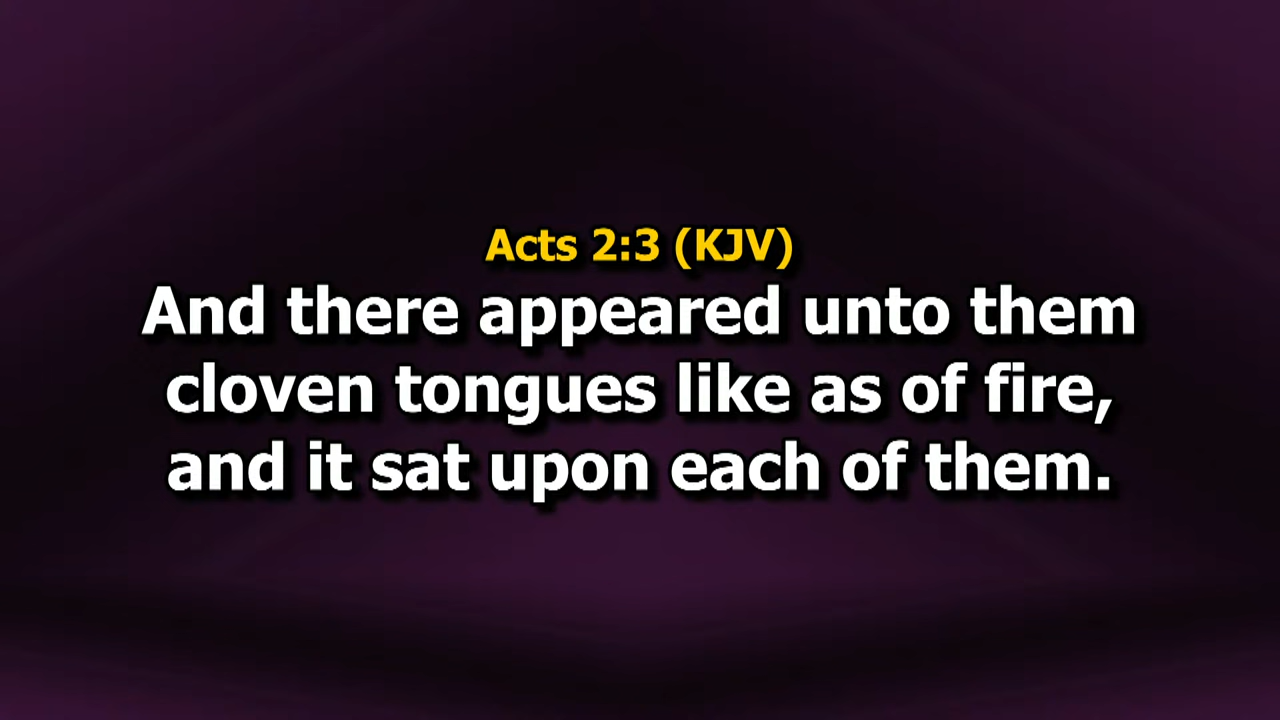 Acts 2:3 (KJV)
And there appeared unto them
cloven tongues like as of fire,
and it sat upon each of them.